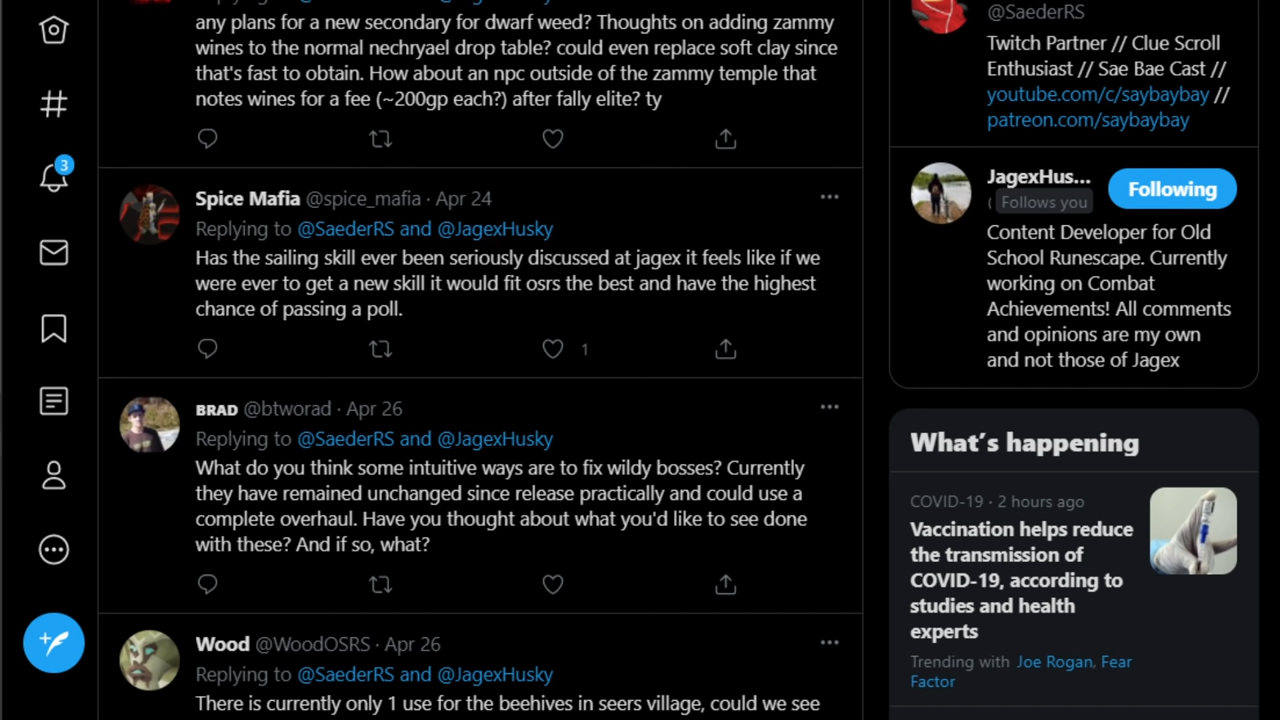 any plans for a new secondary for dwarf weed? Thoughts on adding zammy
wines to the normal nechryael drop table? could even replace soft clay since
that's fast to obtain. How about an npc outside of the zammy temple that
notes wines for a fee (~200gp each?) after fally elite? ty
3
Spice Mafia @spice_mafia · Apr 24
Replying to @SaederRS and @JagexHusky
Has the sailing skill ever been seriously discussed at jagex it feels like if we
were ever to get a new skill it would fit osrs the best and have the highest
chance of passing a poll.
1
BRAD @btworad · Apr 26
Replying to @SaederRS and @JagexHusky
What do you think some intuitive ways are to fix wildy bosses? Currently
they have remained unchanged since release practically and could use a
complete overhaul. Have you thought about what you'd like to see done
with these? And if so, what?
Wood @WoodOSRS · Apr 26
Replying to @SaederRS and @JagexHusky
There is currently only 1 use for the beehives in seers village, could we see
@SaederRS
Twitch Partner // Clue Scroll
Enthusiast // Sae Bae Cast //
youtube.com/c/saybaybay //
patreon.com/saybaybay
JagexHus...
Follows you
Following
Content Developer for Old
School Runescape. Currently
working on Combat
Achievements! All comments
and opinions are my own
and not those of Jagex
What's happening
COVID-19 · 2 hours ago
Vaccination helps reduce
the transmission of
COVID-19, according to
studies and health
experts
Trending with Joe Rogan, Fear
Factor